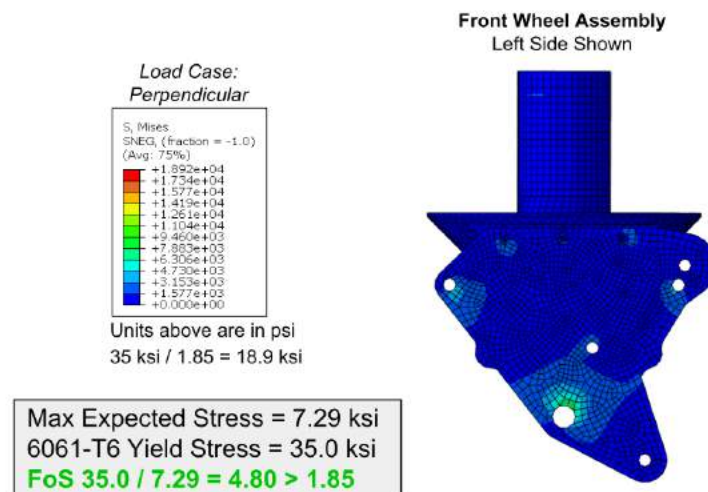 Front Wheel Assembly
Left Side Shown
Load Case:
Perpendicular
S, Mises
SNEG, (fraction = -1.0)
(Avg: 75%)
+1.892e+04
+1.734e+04
+1.577e+04
+1.419e+04
+1.261e+04
+1.104e+04
+9.460e+03
+7.883e+03
+6.306e+03
+4.730e+03
+3.153e+03
+1.577e+03
+0.000e+00
Units above are in psi
35 ksi / 1.85 = 18.9 ksi
Max Expected Stress = 7.29 ksi
6061-T6 Yield Stress = 35.0 ksi
FoS 35.0 / 7.29 = 4.80 > 1.85